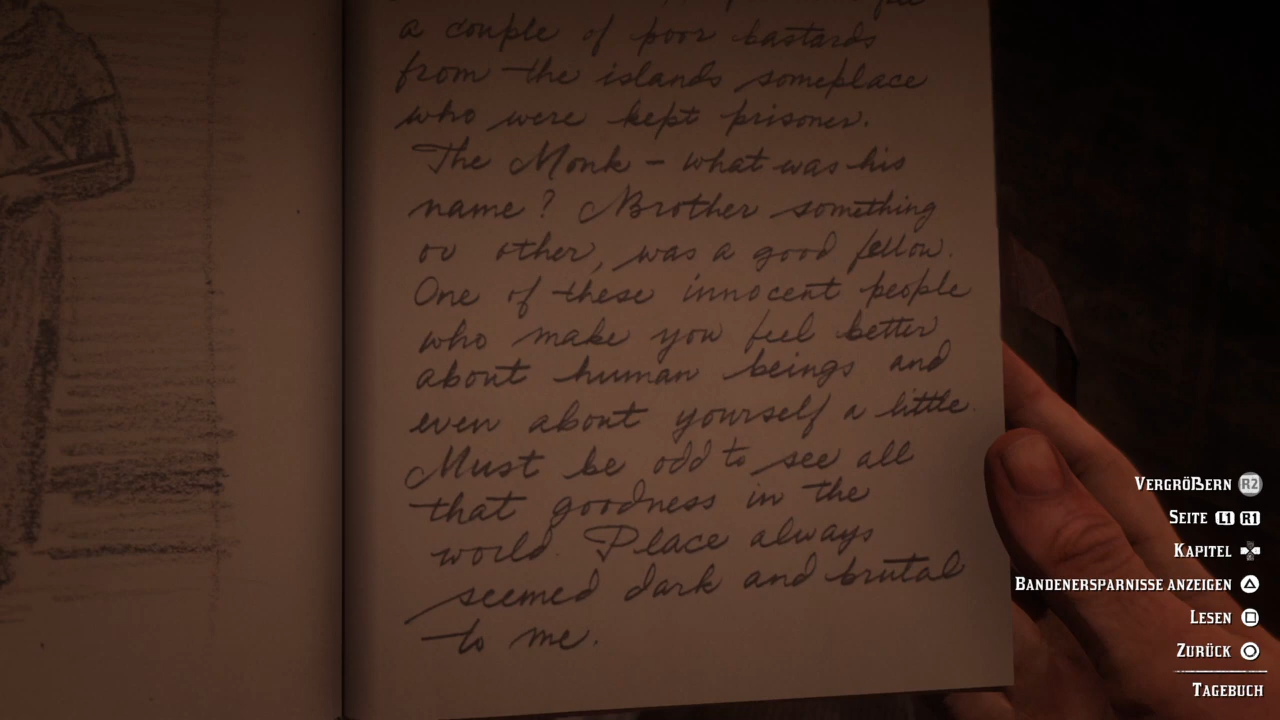 a couple of poor bastards
from the islands someplace
who were kept prisoner.
The Monk – what was his
name? Brother something
or other, was a good fellow.
One of these innocent people
who make you feel better
about human beings and
even about yourself a little.
Must be odd to see all
that goodness in the
world. Place always
seemed dark and brutal
to me.
VERGRÖẞERN R2
SEITE L1 R1
KAPITEL
BANDENERSPARNISSE ANZEIGEN
LESEN
ZURÜCK
TAGEBUCH